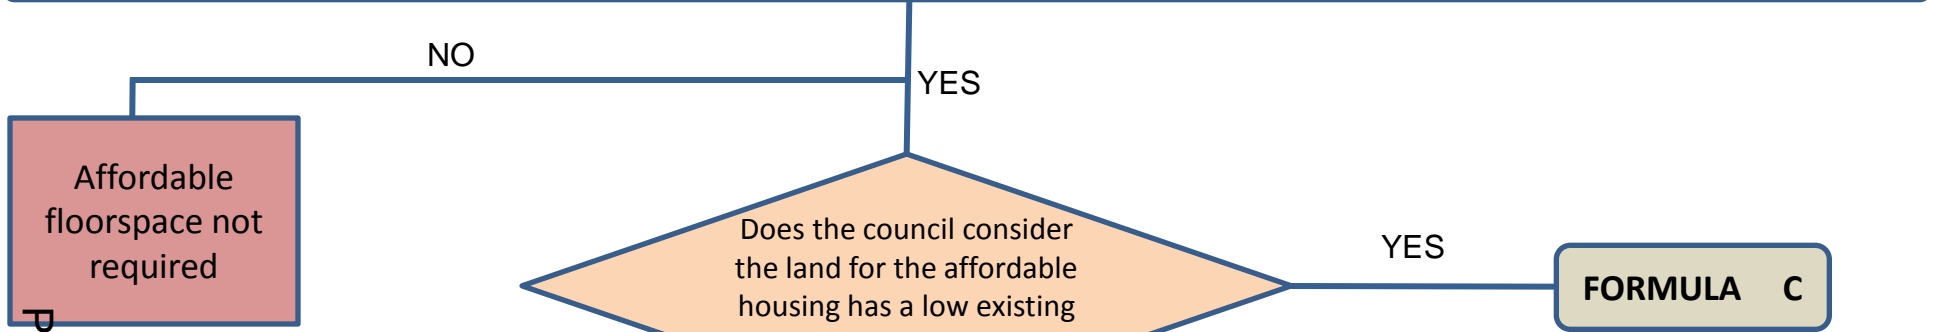 NO
YES
Affordable
floorspace not
required
Does the council consider
the land for the affordable
housing has a low existing
YES
FORMULA C
P